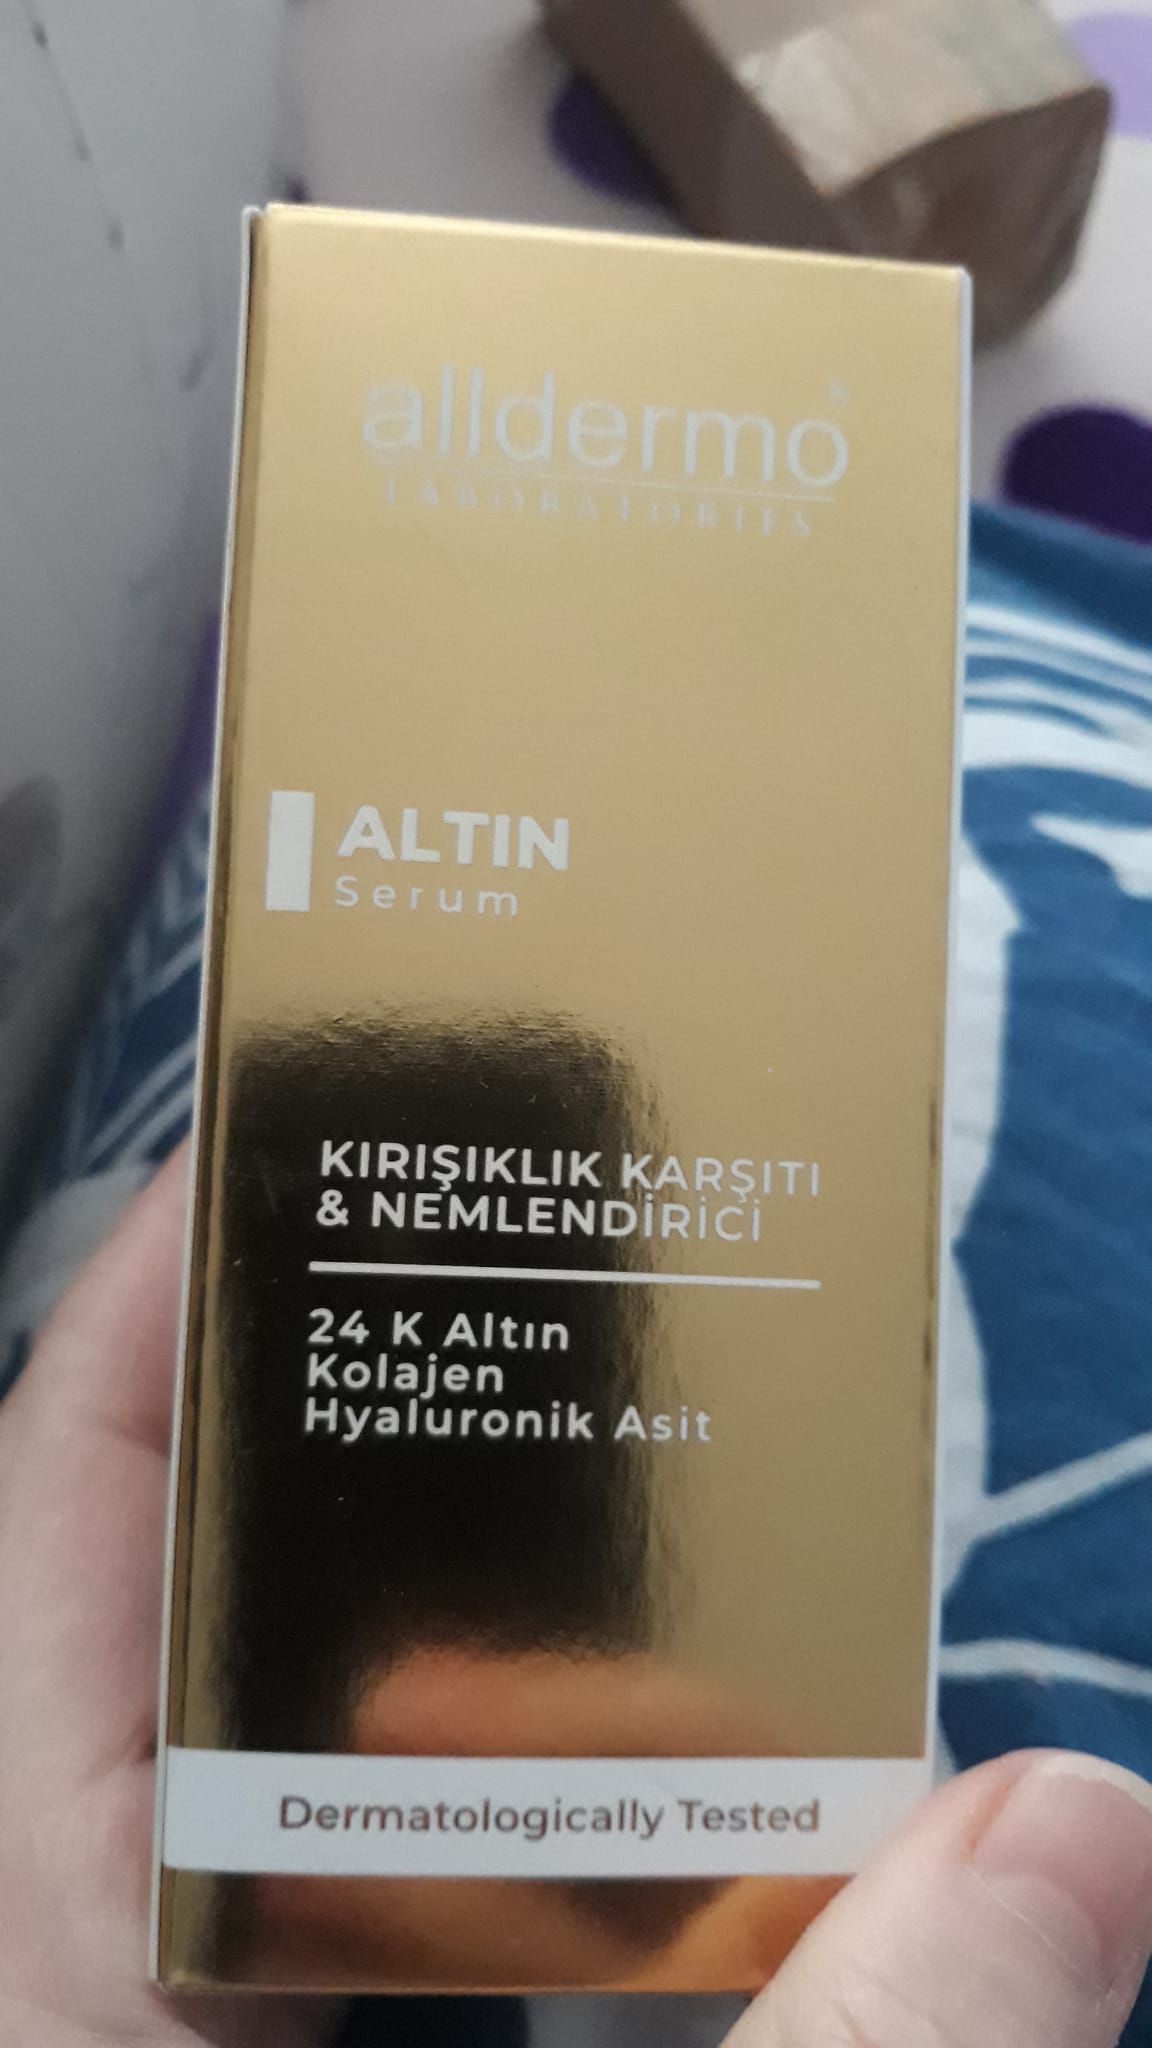 alldermo
LABORATORIES
ALTIN
Serum
KIRIŞIKLIK KARŞITI
& NEMLENDİRİCİ
24 K Altın
Kolajen
Hyaluronik Asit
Dermatologically Tested